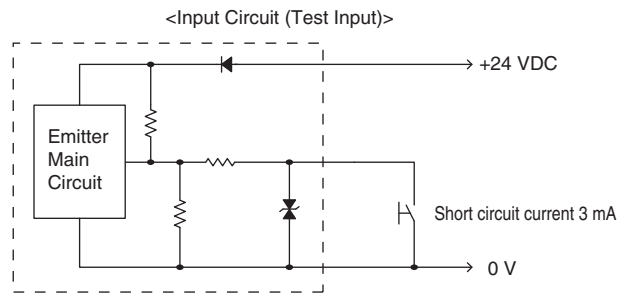 <Input Circuit (Test Input)>
+24 VDC
Emitter
Main
Circuit
Short circuit current 3 mA
0 V